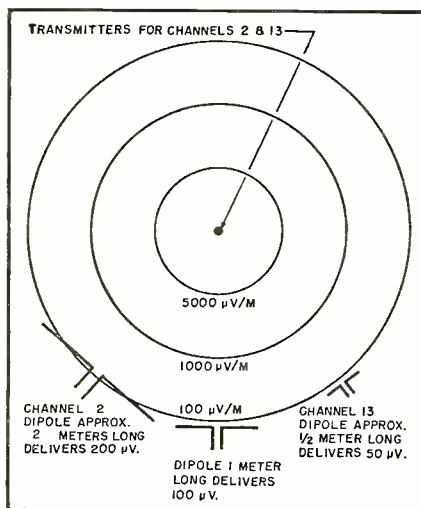 TRANSMITTERS FOR CHANNELS 2 & 13
5000 µV/M
1000 µV/M
100 µV/M
CHANNEL 2
DIPOLE APPROX.
2 METERS LONG
DELIVERS 200 µV.
DIPOLE 1 METER
LONG DELIVERS
100 µV.
CHANNEL 13
DIPOLE APPROX.
½ METER LONG
DELIVERS 50 µV.